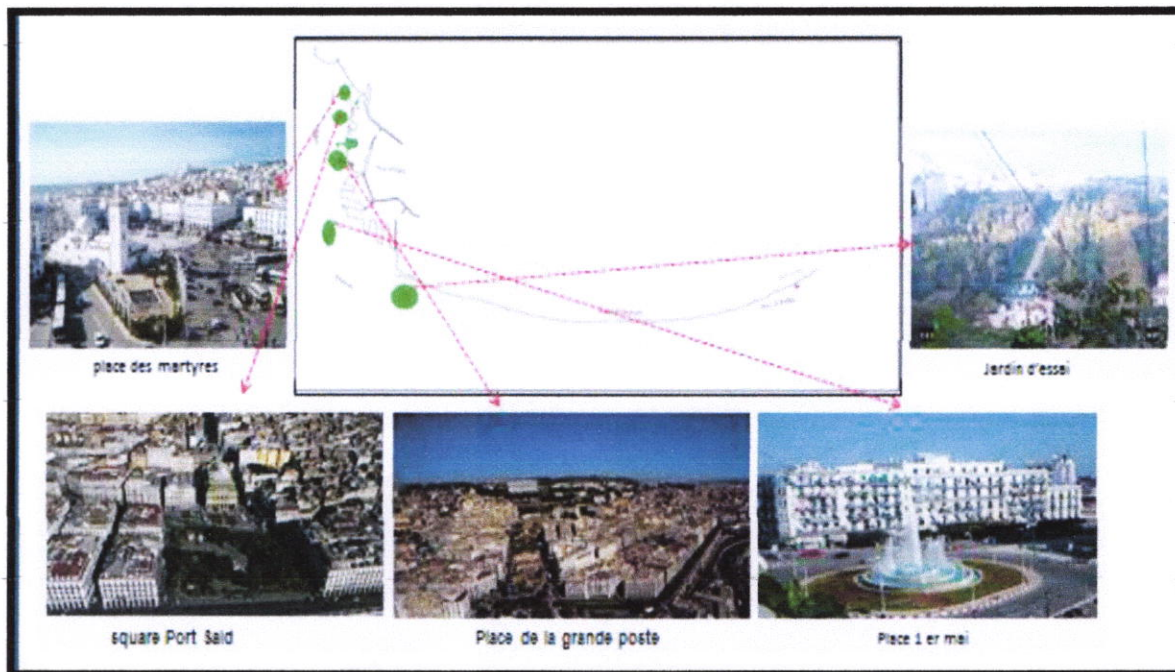 place des martyres
Jardin d'essai
square Port Said
Place de la grande poste
Place 1 er mai